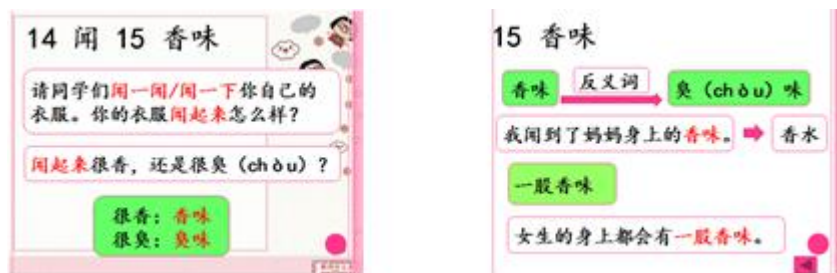 14 闻 15 香味
请同学们闻一闻/闻一下你自己的
衣服。你的衣服闻起来怎么样？
闻起来很香，还是很臭（chòu）？
很香：香味
很臭：臭味
15 香味
香味 反义词 臭（chòu）味
我闻到了妈妈身上的香味。 香水
一股香味
女生的身上都会有一股香味。